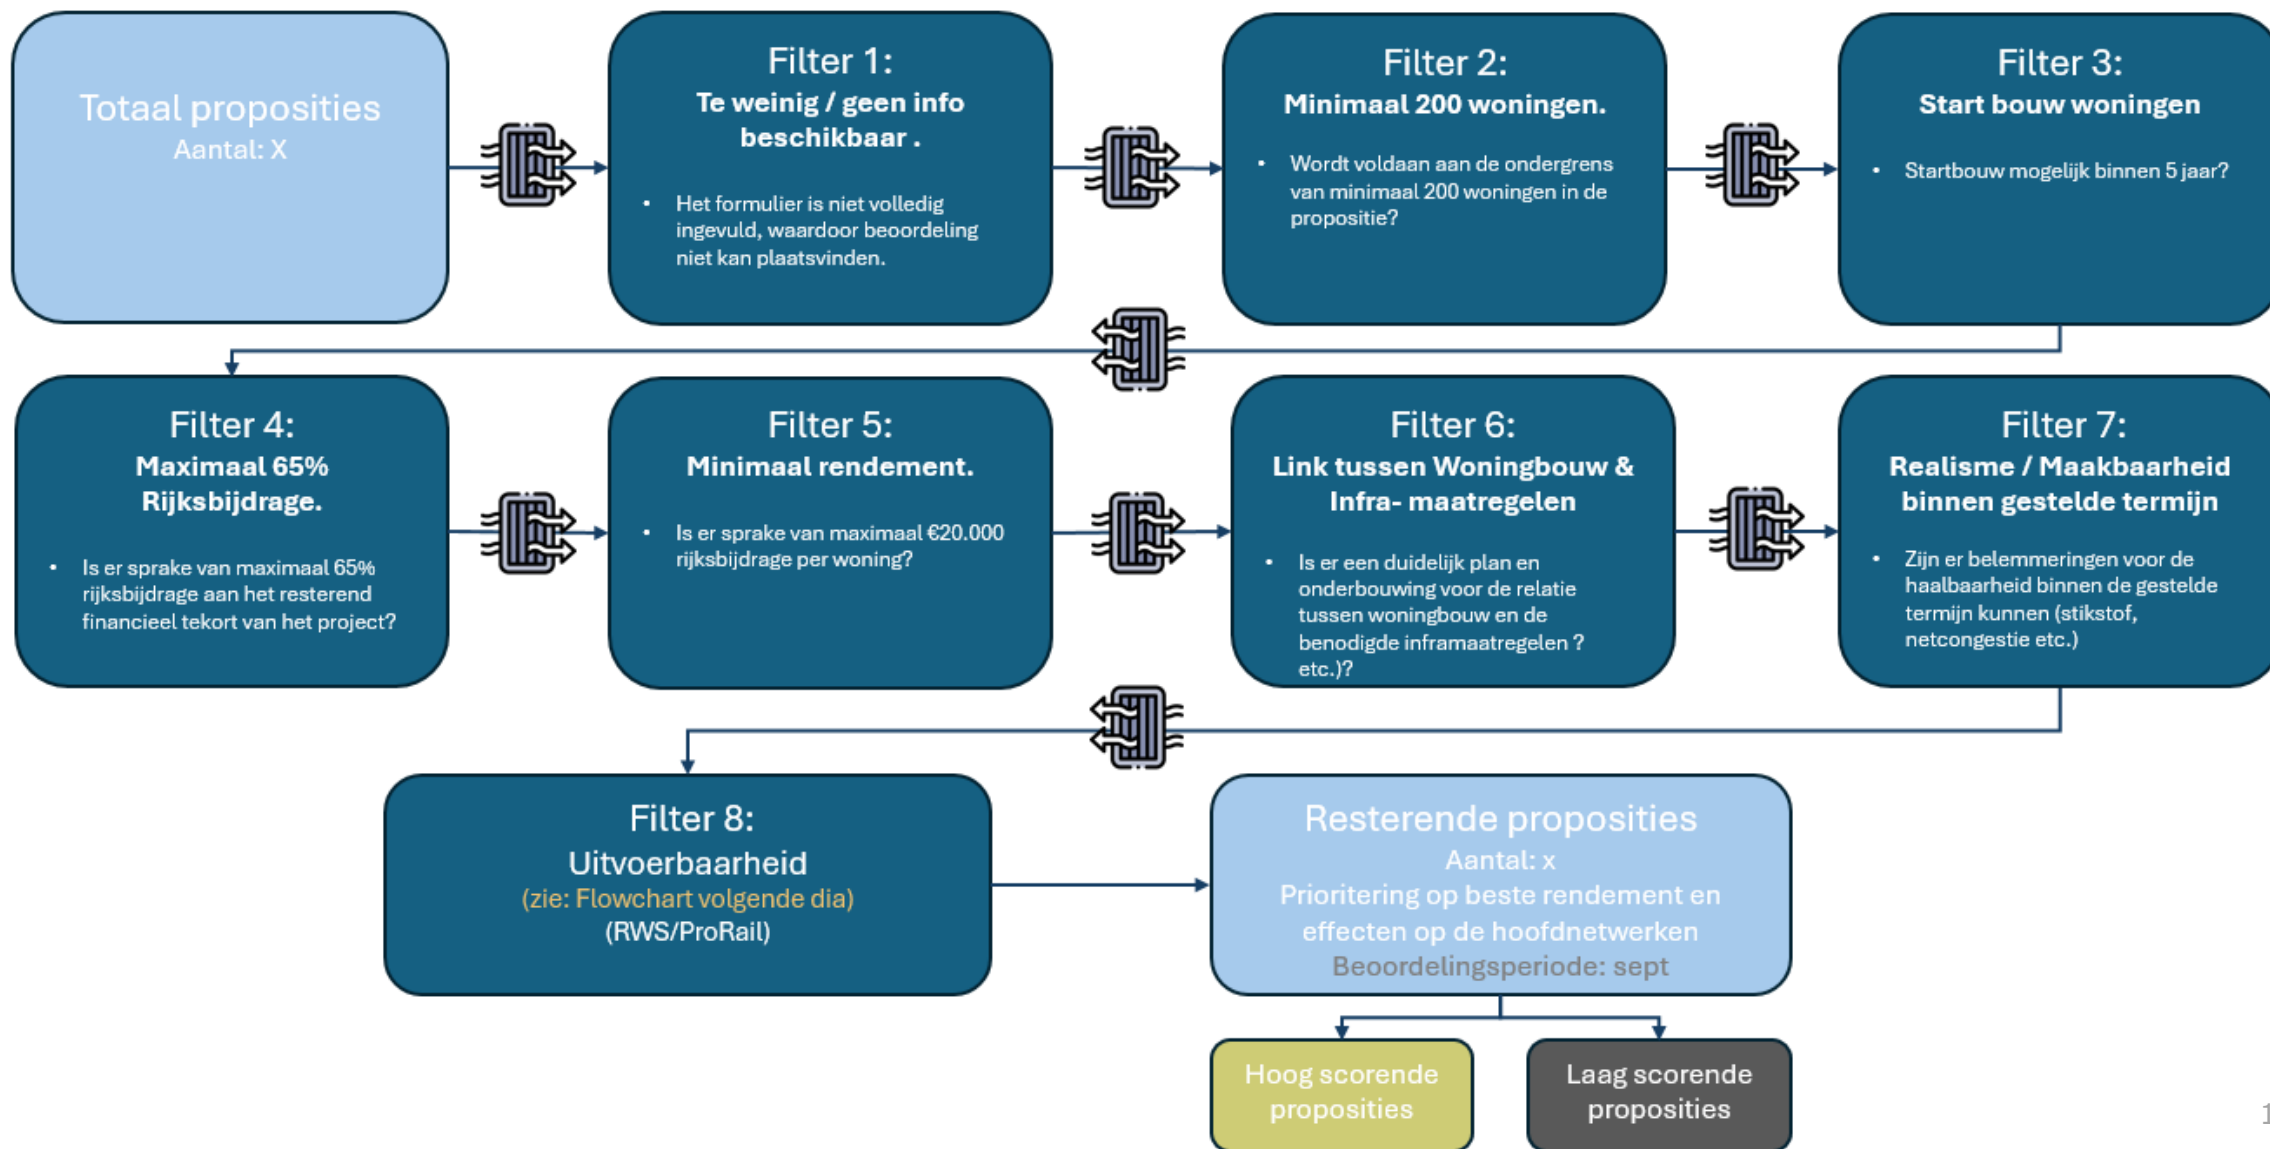 Totaal proposities
Aantal: X
Filter 1:
Te weinig / geen info
beschikbaar .
• Het formulier is niet volledig
ingevuld, waardoor beoordeling
niet kan plaatsvinden.
Filter 2:
Minimaal 200 woningen.
• Wordt voldaan aan de ondergrens
van minimaal 200 woningen in de
propositie?
Filter 3:
Start bouw woningen
• Startbouw mogelijk binnen 5 jaar?
Filter 4:
Maximaal 65%
Rijksbijdrage.
• Is er sprake van maximaal 65%
rijksbijdrage aan het resterend
financieel tekort van het project?
Filter 5:
Minimaal rendement.
• Is er sprake van maximaal €20.000
rijksbijdrage per woning?
Filter 6:
Link tussen Woningbouw &
Infra- maatregelen
• Is er een duidelijk plan en
onderbouwing voor de relatie
tussen woningbouw en de
benodigde inframaatregelen ?
etc.)?
Filter 7:
Realisme / Maakbaarheid
binnen gestelde termijn
• Zijn er belemmeringen voor de
haalbaarheid binnen de gestelde
termijn kunnen (stikstof,
netcongestie etc.)
Filter 8:
Uitvoerbaarheid
(zie: Flowchart volgende dia)
(RWS/ProRail)
Resterende proposities
Aantal: x
Prioritering op beste rendement en
effecten op de hoofdnetwerken
Beoordelingsperiode: sept
Hoog scorende
proposities
Laag scorende
proposities
1